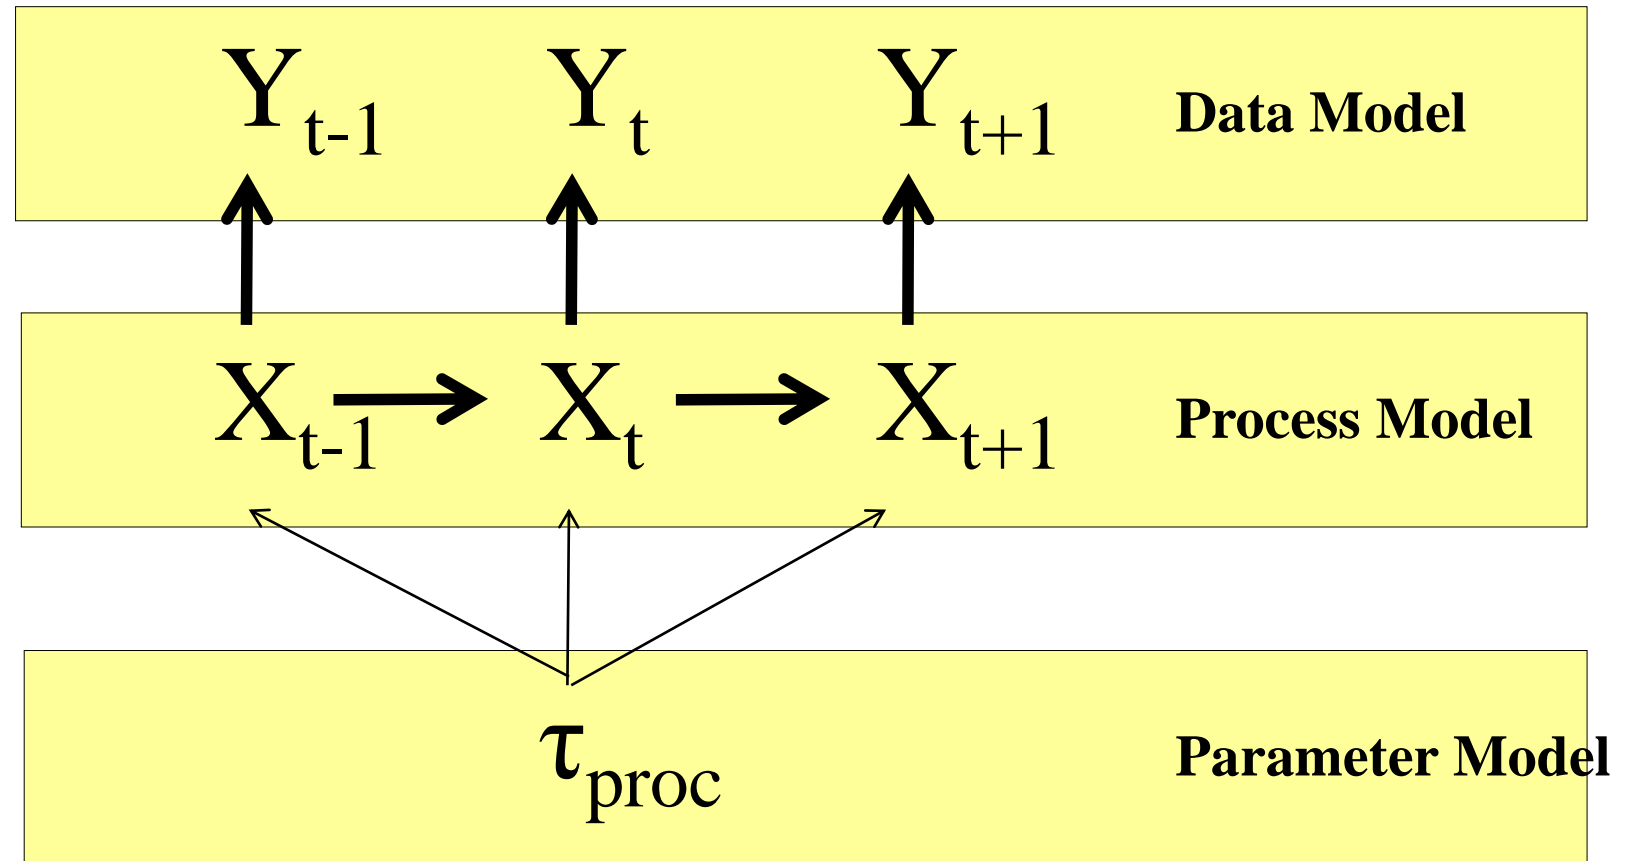 Y t-1 Y t Y t+1 Data Model
X t-1 X t X t+1 Process Model
τ proc Parameter Model